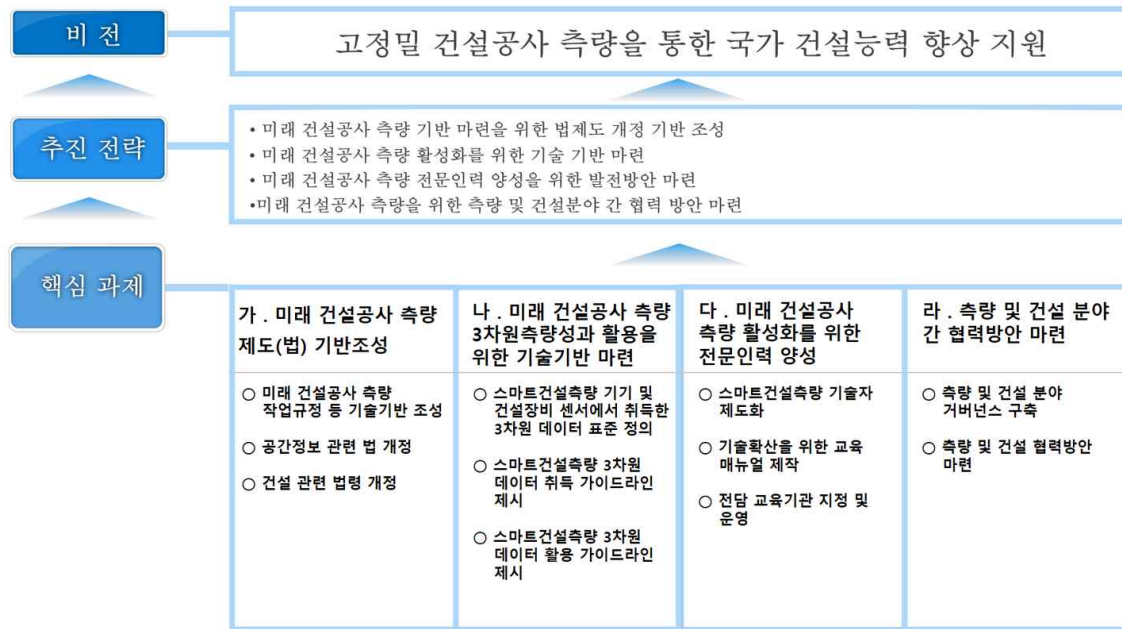 비 전
고정밀 건설공사 측량을 통한 국가 건설능력 향상 지원
추진 전략
• 미래 건설공사 측량 기반 마련을 위한 법제도 개정 기반 조성
• 미래 건설공사 측량 활성화를 위한 기술 기반 마련
• 미래 건설공사 측량 전문인력 양성을 위한 발전방안 마련
•미래 건설공사 측량을 위한 측량 및 건설분야 간 협력 방안 마련
핵심 과제
가 . 미래 건설공사 측량
제도(법) 기반조성
○ 미래 건설공사 측량
작업규정 등 기술기반 조성
○ 공간정보 관련 법 개정
○ 건설 관련 법령 개정
나 . 미래 건설공사 측량
3차원측량성과 활용을
위한 기술기반 마련
○ 스마트건설측량 기기 및
건설장비 센서에서 취득한
3차원 데이터 표준 정의
○ 스마트건설측량 3차원
데이터 취득 가이드라인
제시
○ 스마트건설측량 3차원
데이터 활용 가이드라인
제시
다 . 미래 건설공사
측량 활성화를 위한
전문인력 양성
○ 스마트건설측량 기술자
제도화
○ 기술확산을 위한 교육
매뉴얼 제작
○ 전담 교육기관 지정 및
운영
라 . 측량 및 건설 분야
간 협력방안 마련
○ 측량 및 건설 분야
거버넌스 구축
○ 측량 및 건설 협력방안
마련